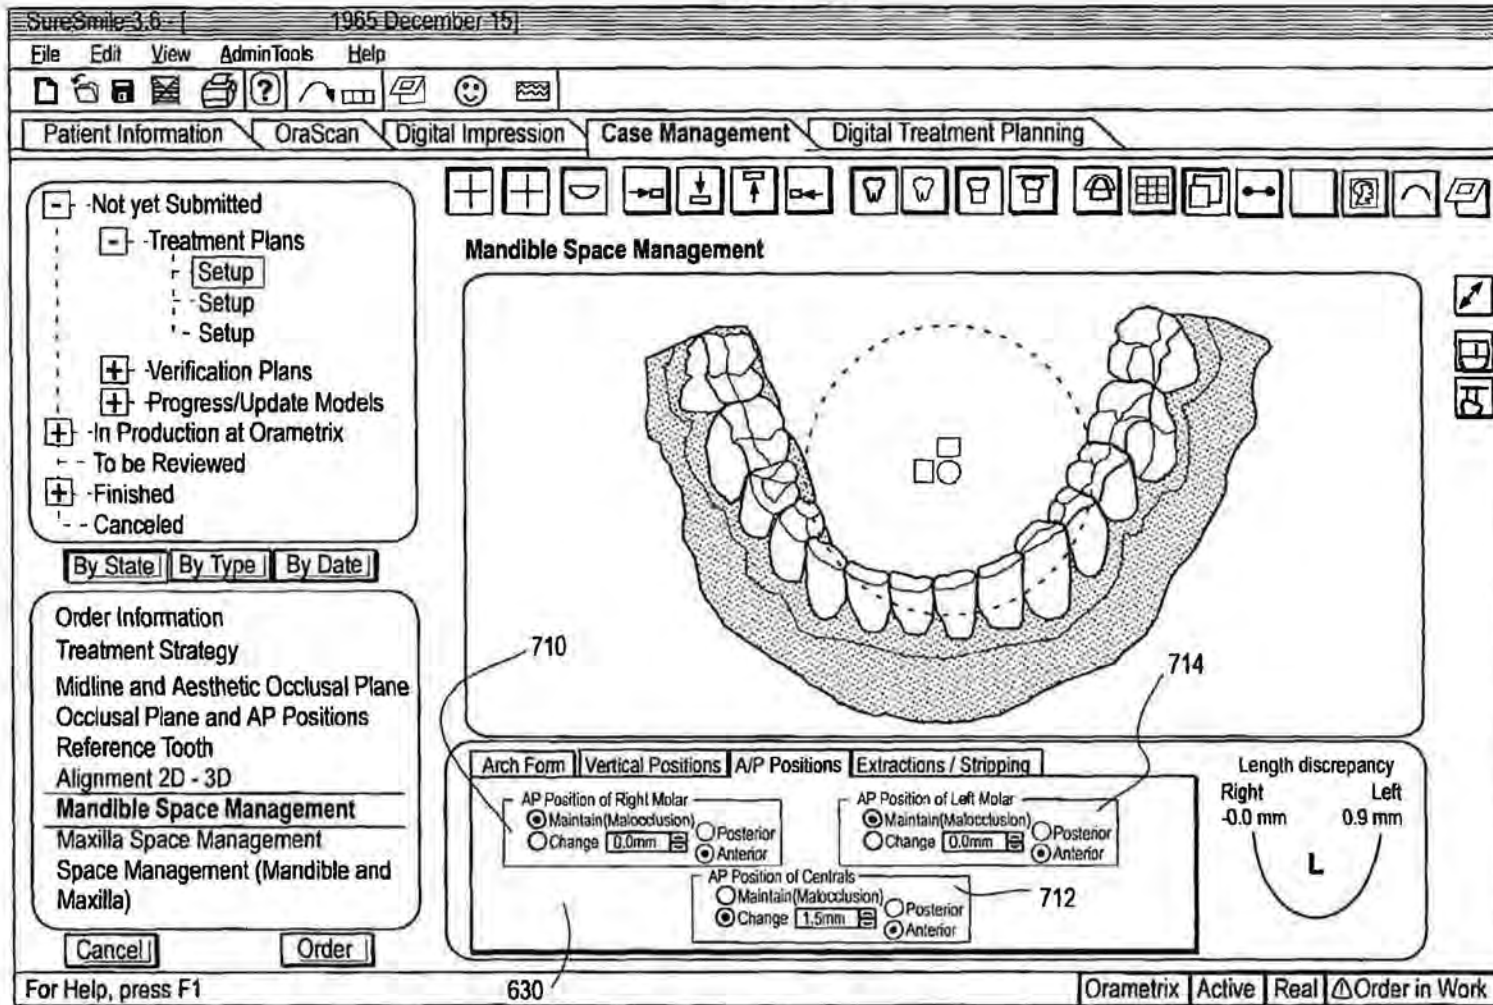 SureSmile 3.6 - [ 1965 December 15]
File Edit View AdminTools Help
?
Patient Information OraScan Digital Impression Case Management Digital Treatment Planning
- Not yet Submitted
- Treatment Plans
Setup
Setup
Setup
+ Verification Plans
+ Progress/Update Models
+ In Production at Orametrix
To be Reviewed
+ Finished
Canceled
By State By Type By Date
Order Information
Treatment Strategy
Midline and Aesthetic Occlusal Plane
Occlusal Plane and AP Positions
Reference Tooth
Alignment 2D - 3D
Mandible Space Management
Maxilla Space Management
Space Management (Mandible and
Maxilla)
Cancel Order
Mandible Space Management
710
714
Arch Form Vertical Positions A/P Positions Extractions / Stripping
AP Position of Right Molar
Maintain(Malocclusion)
Change 0.0mm
Posterior
Anterior
AP Position of Left Molar
Maintain(Malocclusion)
Change 0.0mm
Posterior
Anterior
AP Position of Centrals
Maintain(Malocclusion)
Change 1.5mm
Posterior
Anterior
712
630
Length discrepancy
Right Left
-0.0 mm 0.9 mm
L
For Help, press F1
Orametrix Active Real Order in Work